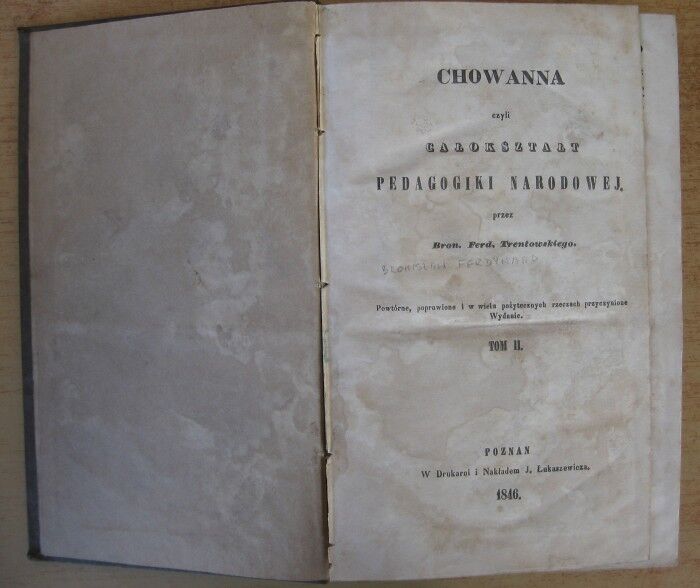 CHOWANNA
czyli
CAŁOKSZTAŁT
PEDAGOGIKI NARODOWEJ,
przez
Bron. Ferd. Trentowskiego.
BRONISŁAW FERDYNAND
Powtórne, poprawione i w wielu pożytecznych rzeczach przyczynione
Wydanie.
TOM II.
POZNAŃ
W Drukarni i Nakładem J. Łukaszewicza.
1846.